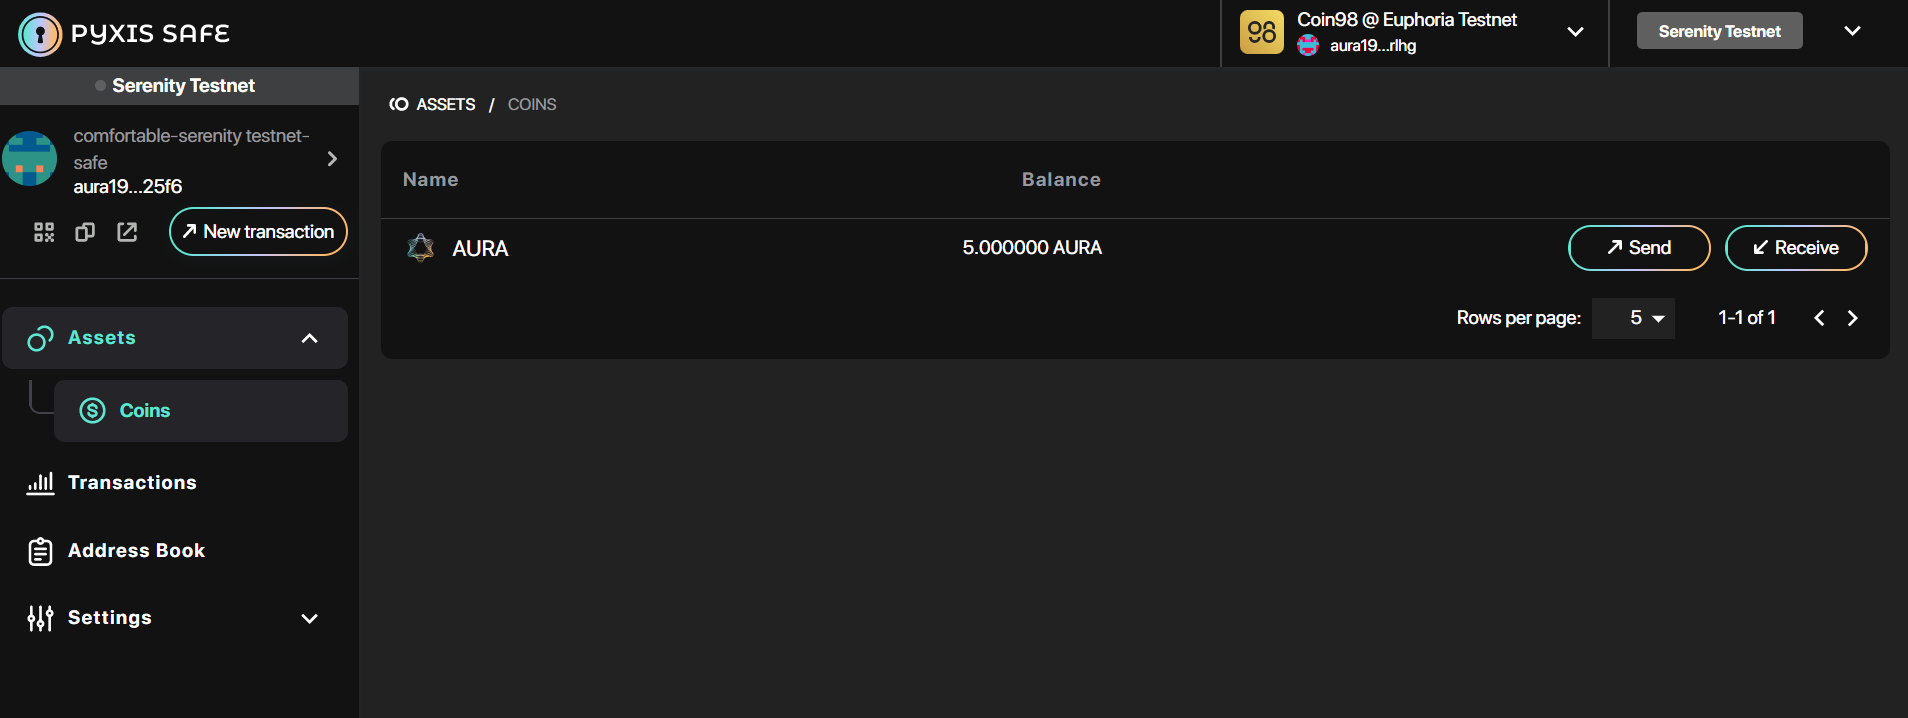 PYXIS SAFE
Coin98 @ Euphoria Testnet
aura19...rlhg
Serenity Testnet
Serenity Testnet
comfortable-serenity testnet-
safe
aura19...25f6
New transaction
Assets
Coins
Transactions
Address Book
Settings
ASSETS / COINS
Name Balance
AURA 5.000000 AURA Send Receive
Rows per page: 5 1-1 of 1